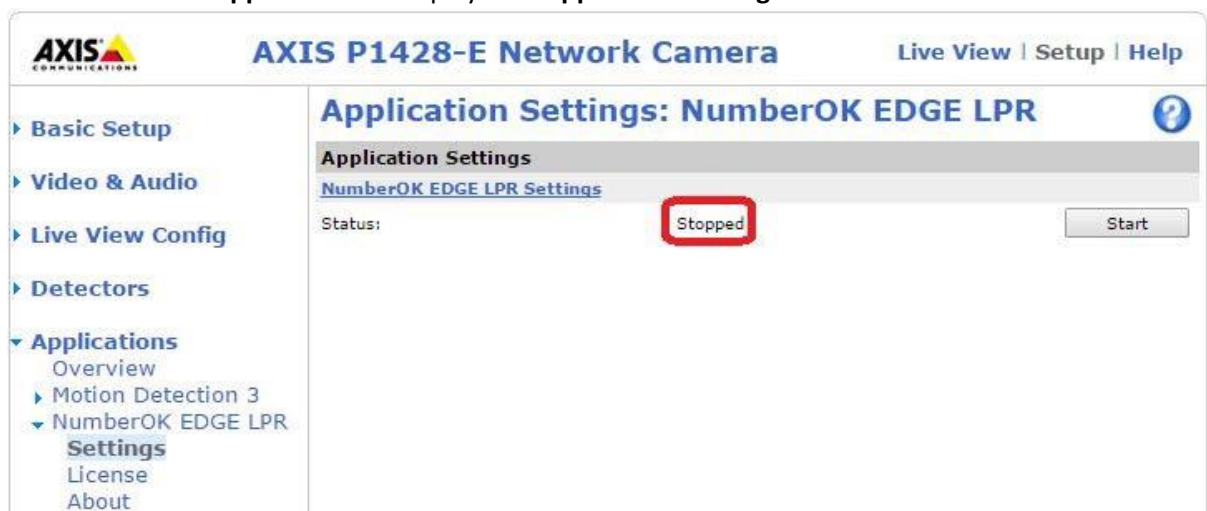 AXIS COMMUNICATIONS
AXIS P1428-E Network Camera
Live View | Setup | Help
Basic Setup
Video & Audio
Live View Config
Detectors
Applications
Overview
Motion Detection 3
NumberOK EDGE LPR
Settings
License
About
Application Settings: NumberOK EDGE LPR
?
Application Settings
NumberOK EDGE LPR Settings
Status: Stopped Start